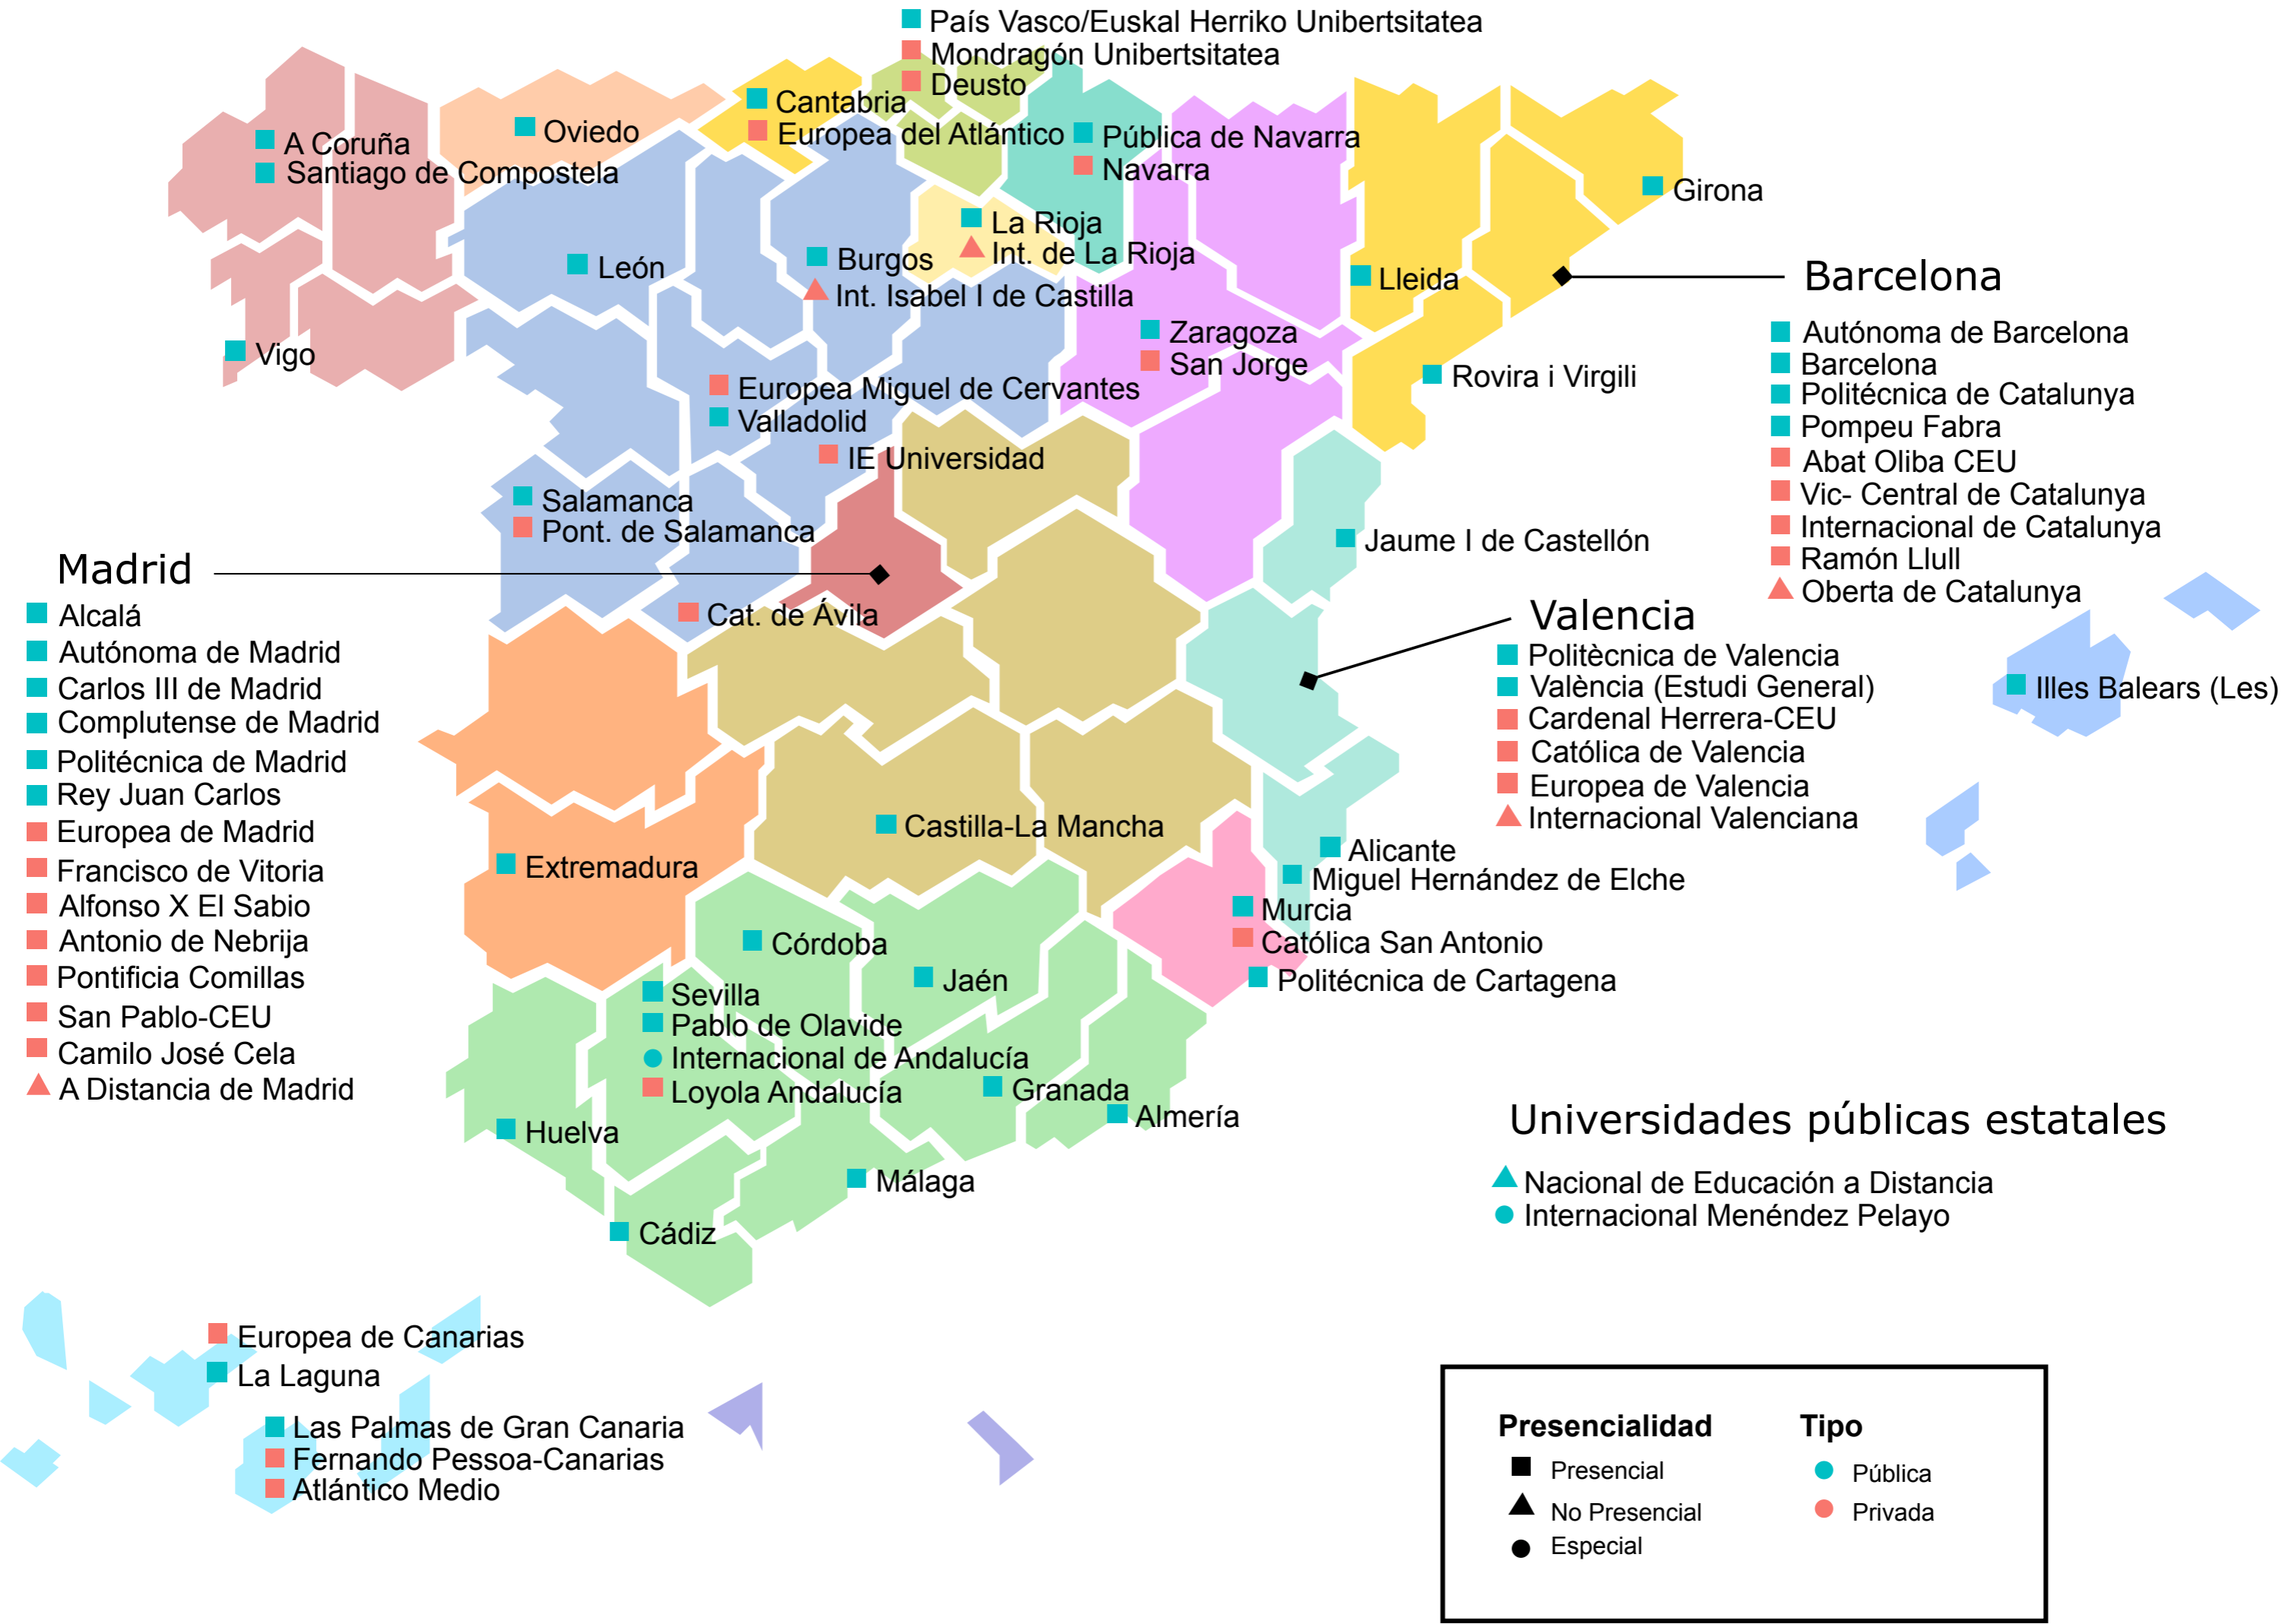 País Vasco/Euskal Herriko Unibertsitatea
Mondragón Unibertsitatea
Deusto
Cantabria
Europea del Atlántico
Pública de Navarra
Navarra
Oviedo
A Coruña
Santiago de Compostela
Girona
La Rioja
Int. de La Rioja
León
Burgos
Int. Isabel I de Castilla
Lleida
Zaragoza
San Jorge
Vigo
Rovira i Virgili
Europea Miguel de Cervantes
Valladolid
IE Universidad
Salamanca
Pont. de Salamanca
Jaume I de Castellón
Cat. de Ávila
Barcelona
Autónoma de Barcelona
Barcelona
Politécnica de Catalunya
Pompeu Fabra
Abat Oliba CEU
Vic- Central de Catalunya
Internacional de Catalunya
Ramón Llull
Oberta de Catalunya
Madrid
Alcalá
Autónoma de Madrid
Carlos III de Madrid
Complutense de Madrid
Politécnica de Madrid
Rey Juan Carlos
Europea de Madrid
Francisco de Vitoria
Alfonso X El Sabio
Antonio de Nebrija
Pontificia Comillas
San Pablo-CEU
Camilo José Cela
A Distancia de Madrid
Valencia
Politècnica de Valencia
València (Estudi General)
Cardenal Herrera-CEU
Católica de Valencia
Europea de Valencia
Internacional Valenciana
Illes Balears (Les)
Castilla-La Mancha
Extremadura
Alicante
Miguel Hernández de Elche
Murcia
Católica San Antonio
Politécnica de Cartagena
Córdoba
Jaén
Sevilla
Pablo de Olavide
Internacional de Andalucía
Loyola Andalucía
Granada
Almería
Huelva
Málaga
Cádiz
Universidades públicas estatales
Nacional de Educación a Distancia
Internacional Menéndez Pelayo
Europea de Canarias
La Laguna
Las Palmas de Gran Canaria
Fernando Pessoa-Canarias
Atlántico Medio
Presencialidad
Presencial
No Presencial
Especial
Tipo
Pública
Privada